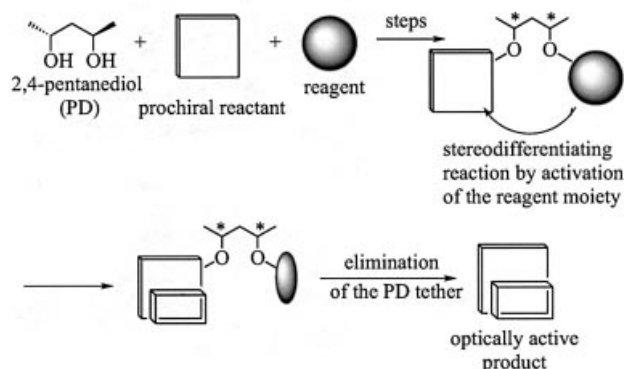 * *
steps
+ +
O O
OH OH
2,4-pentanediol
(PD)
prochiral reactant
reagent
stereodifferentiating
reaction by activation
of the reagent moiety
* *
O O
elimination
of the PD tether
optically active
product